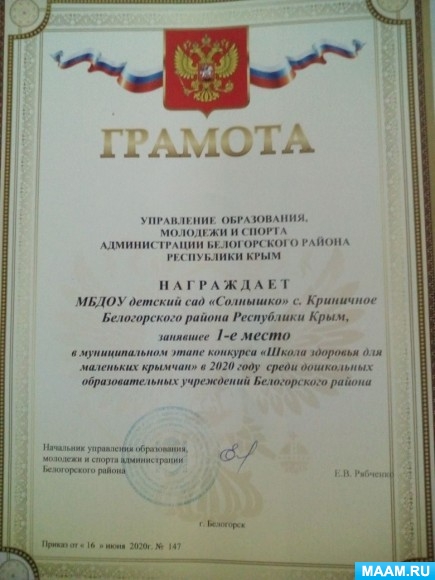 ГРАМОТА
УПРАВЛЕНИЕ ОБРАЗОВАНИЯ,
МОЛОДЕЖИ И СПОРТА
АДМИНИСТРАЦИИ БЕЛОГОРСКОГО РАЙОНА
РЕСПУБЛИКИ КРЫМ
НАГРАЖДАЕТ
МБДОУ детский сад «Солнышко» с. Криничное
Белогорского района Республики Крым,
занявшее 1-е место
в муниципальном этапе конкурса «Школа здоровья для
маленьких крымчан» в 2020 году среди дошкольных
образовательных учреждений Белогорского района
Начальник управления образования,
молодежи и спорта администрации
Белогорского района
Е.В. Рябченко
г. Белогорск
Приказ от « 16 » июня 2020г. № 147
MAAM.RU